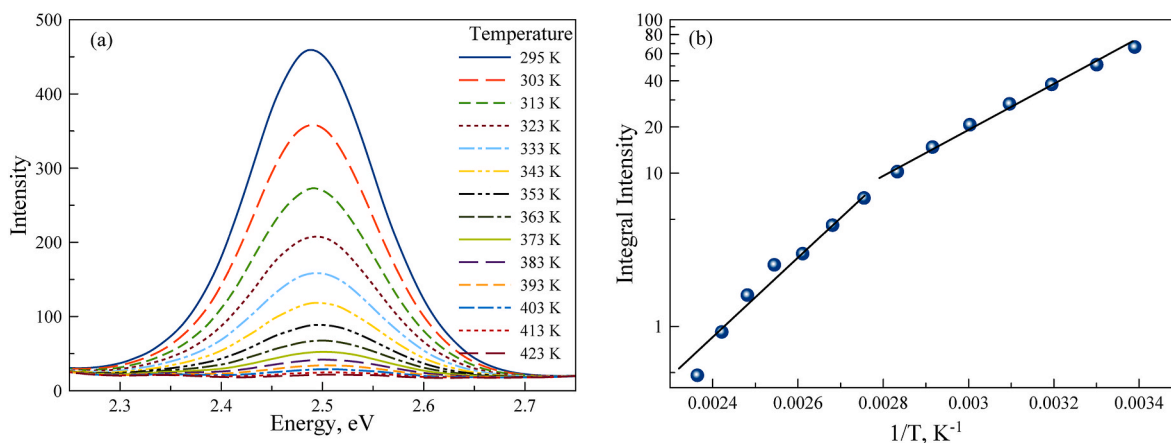 (a)
Intensity
500
400
300
200
100
0
2.3
2.4
2.5
2.6
2.7
Energy, eV
Temperature
295 K
303 K
313 K
323 K
333 K
343 K
353 K
363 K
373 K
383 K
393 K
403 K
413 K
423 K
(b)
Integral Intensity
100
80
60
40
20
10
1
0.0024
0.0026
0.0028
0.003
0.0032
0.0034
1/T, K-1